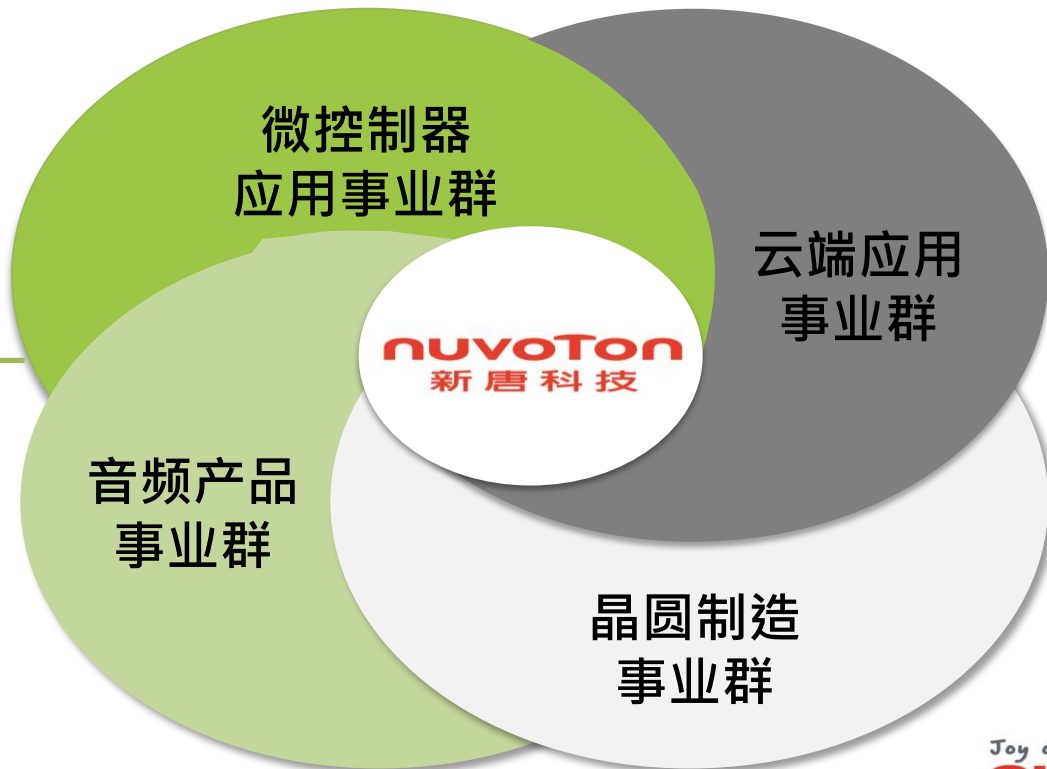 微控制器
应用事业群
云端应用
事业群
nuvoTon
新唐科技
音频产品
事业群
晶圆制造
事业群
Joy